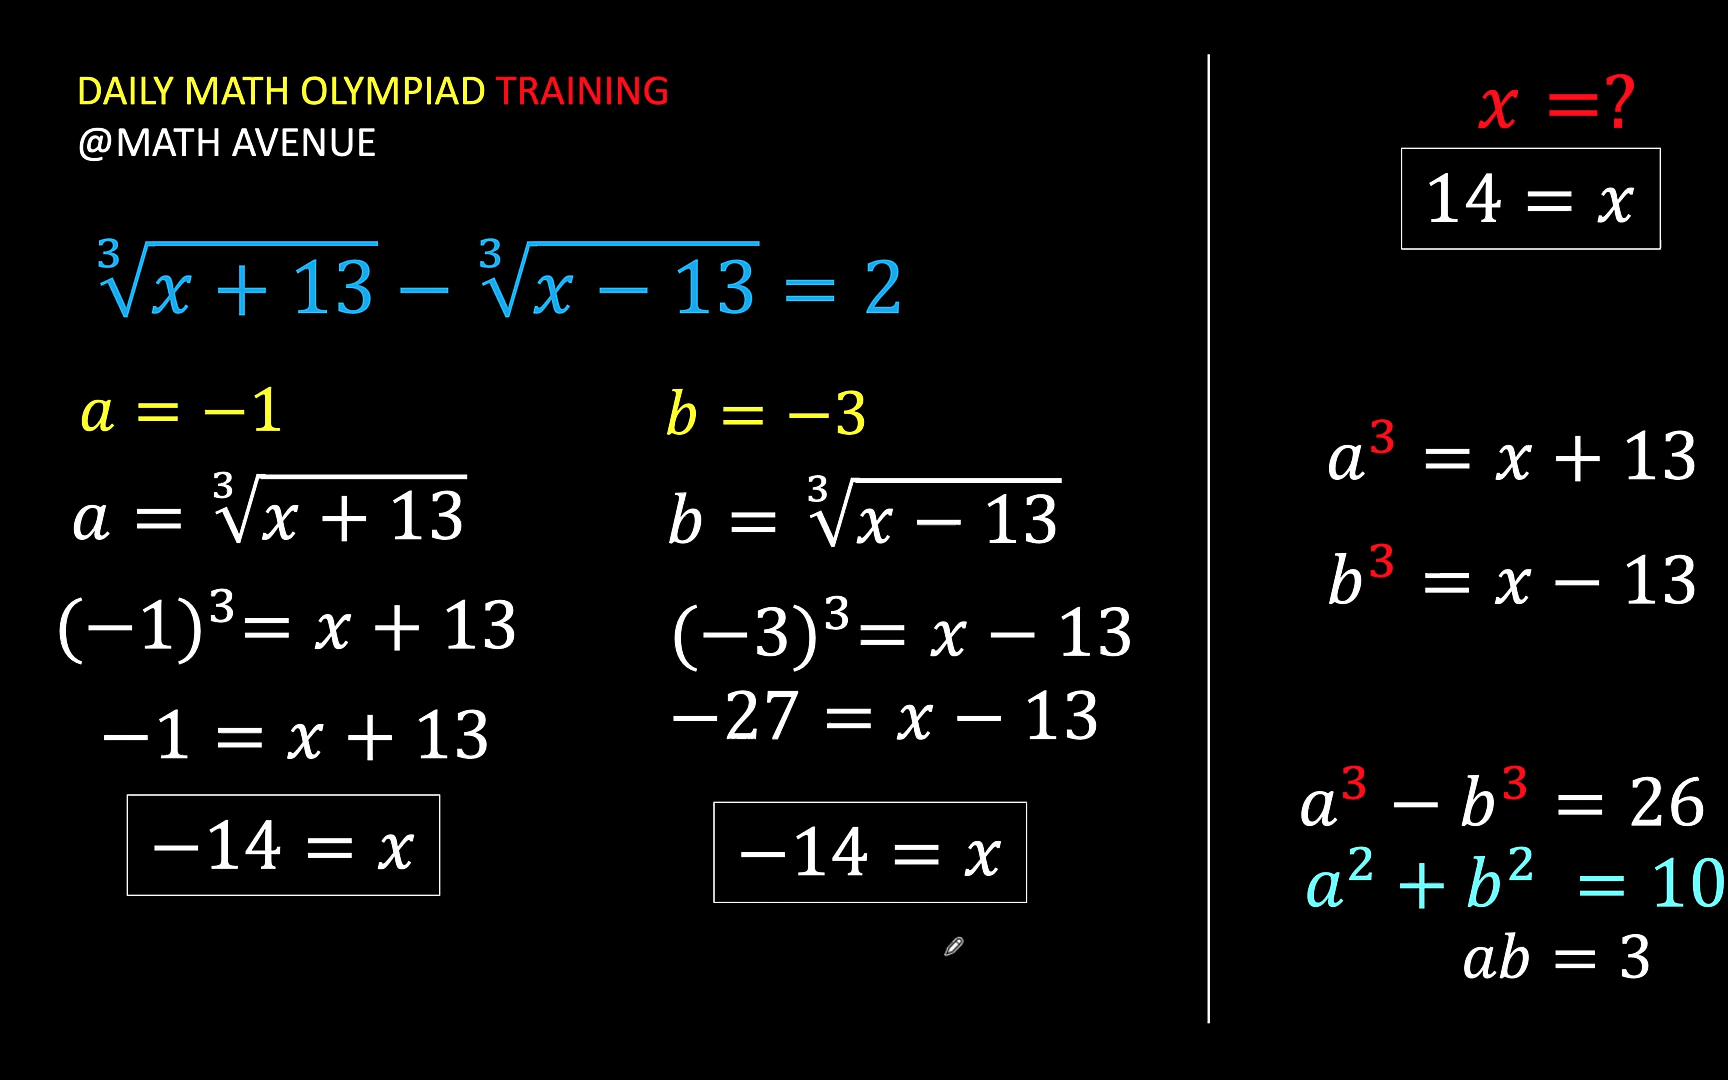 DAILY MATH OLYMPIAD TRAINING
@MATH AVENUE
∛(x + 13) − ∛(x − 13) = 2
a = −1
a = ∛(x + 13)
(−1)³ = x + 13
−1 = x + 13
−14 = x
b = −3
b = ∛(x − 13)
(−3)³ = x − 13
−27 = x − 13
−14 = x
x =?
14 = x
a³ = x + 13
b³ = x − 13
a³ − b³ = 26
a² + b² = 10
ab = 3